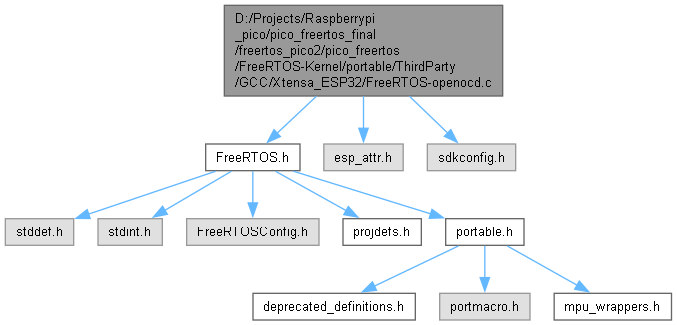 D:/Projects/Raspberrypi
_pico/pico_freertos_final
/freertos_pico2/pico_freertos
/FreeRTOS-Kernel/portable/ThirdParty
/GCC/Xtensa_ESP32/FreeRTOS-openocd.c
FreeRTOS.h
esp_attr.h
sdkconfig.h
stddef.h
stdint.h
FreeRTOSConfig.h
projdefs.h
portable.h
deprecated_definitions.h
portmacro.h
mpu_wrappers.h